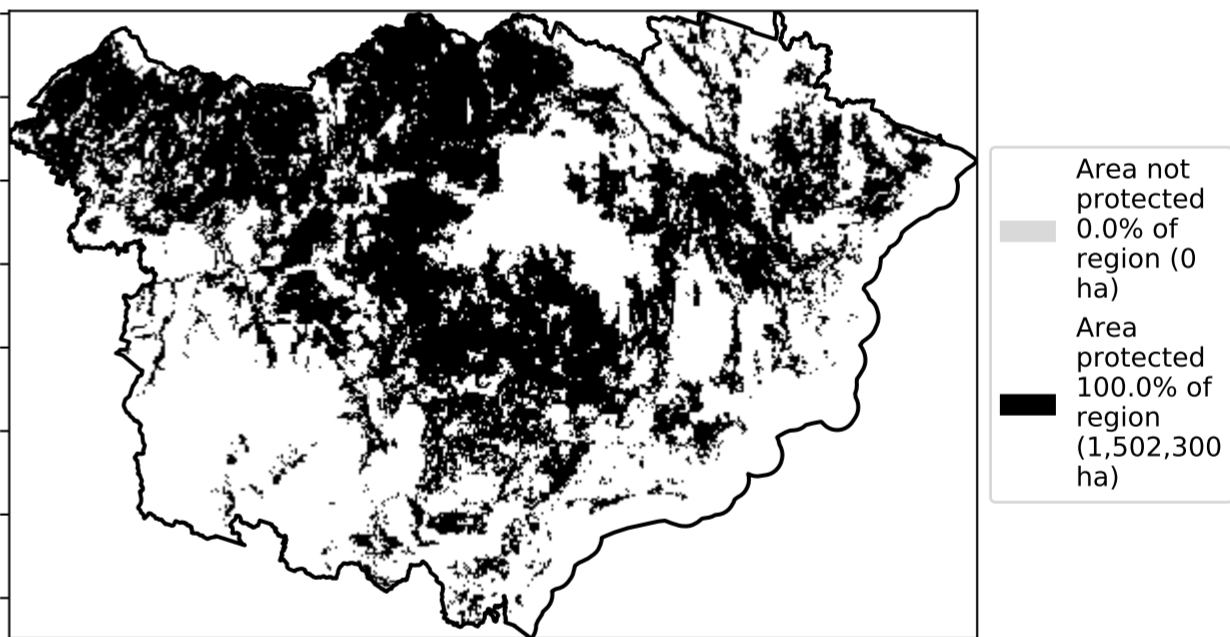 Area not
protected
0.0% of
region (0
ha)
Area
protected
100.0% of
region
(1,502,300
ha)